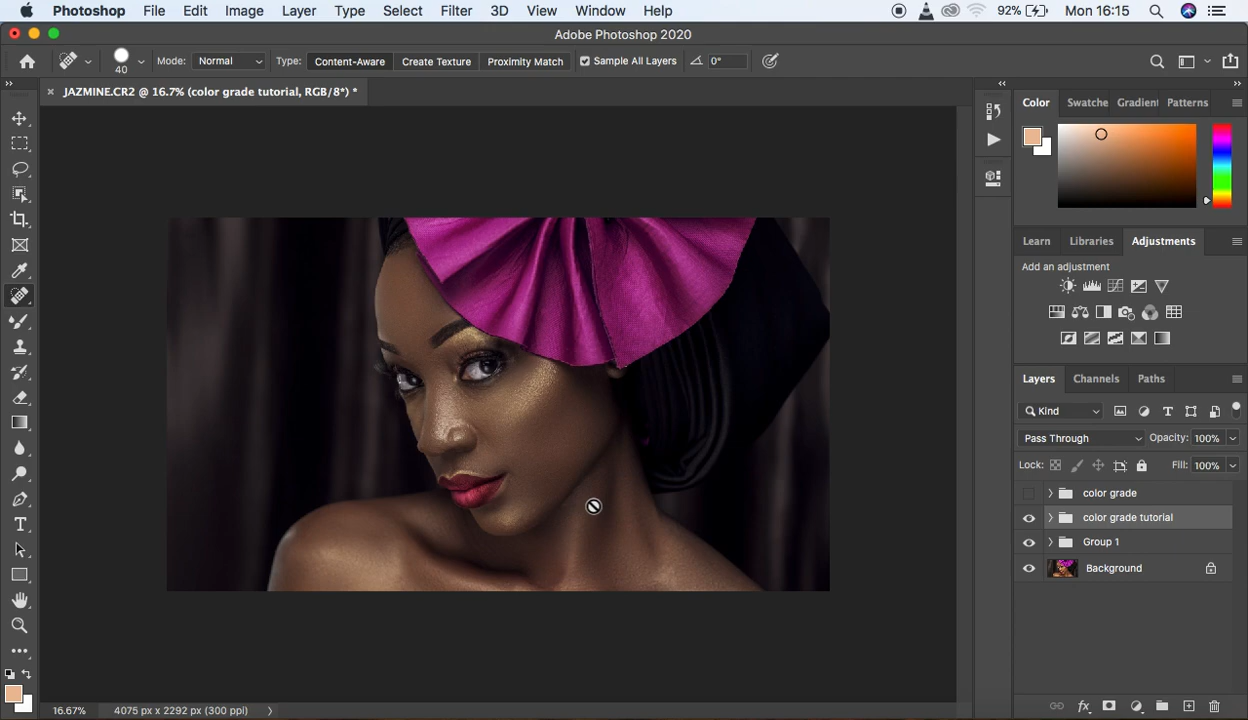 Photoshop File Edit Image Layer Type Select Filter 3D View Window Help 92% Mon 16:15
Adobe Photoshop 2020
40 Mode: Normal Type: Content-Aware Create Texture Proximity Match Sample All Layers 0°
JAZMINE.CR2 @ 16.7% (color grade tutorial, RGB/8*) *
Color Swatche Gradient Patterns
Learn Libraries Adjustments
Add an adjustment
Layers Channels Paths
Kind
Pass Through Opacity: 100%
Lock: Fill: 100%
color grade
color grade tutorial
Group 1
Background
16.67% 4075 px x 2292 px (300 ppi)